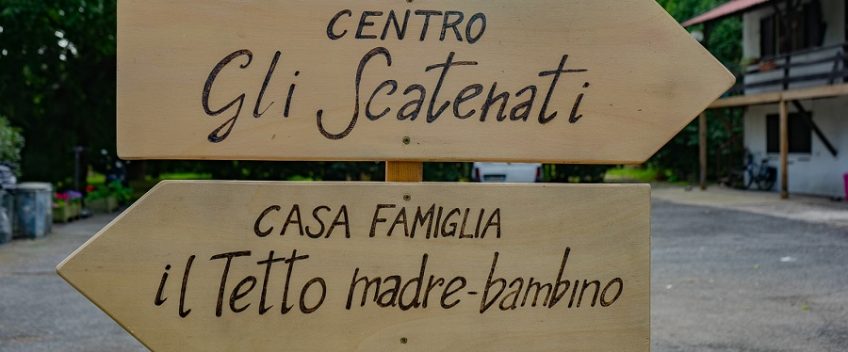 CENTRO
Gli Scatenati
CASA FAMIGLIA
il Tetto madre-bambino